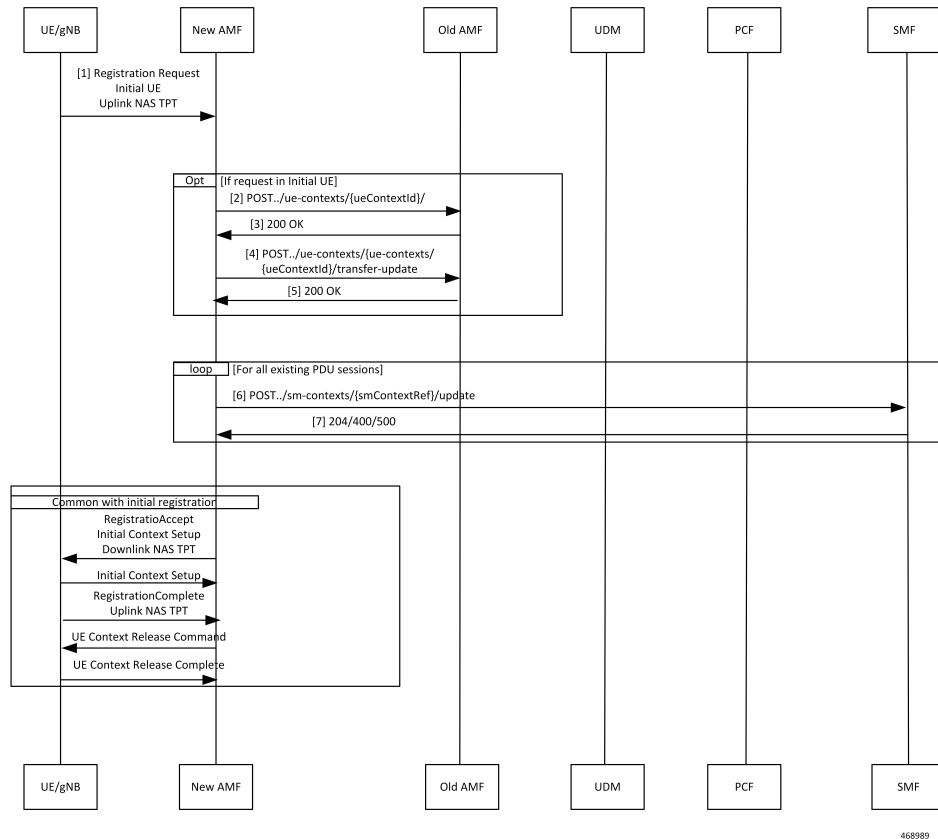 UE/gNB
New AMF
Old AMF
UDM
PCF
SMF
[1] Registration Request
Initial UE
Uplink NAS TPT
Opt
[If request in Initial UE]
[2] POST../ue-contexts/{ueContextId}/
[3] 200 OK
[4] POST../ue-contexts/{ue-contexts/
{ueContextId}/transfer-update
[5] 200 OK
loop
[For all existing PDU sessions]
[6] POST../sm-contexts/{smContextRef}/update
[7] 204/400/500
Common with initial registration
RegistratioAccept
Initial Context Setup
Downlink NAS TPT
Initial Context Setup
RegistrationComplete
Uplink NAS TPT
UE Context Release Command
UE Context Release Complete
UE/gNB
New AMF
Old AMF
UDM
PCF
SMF
468989